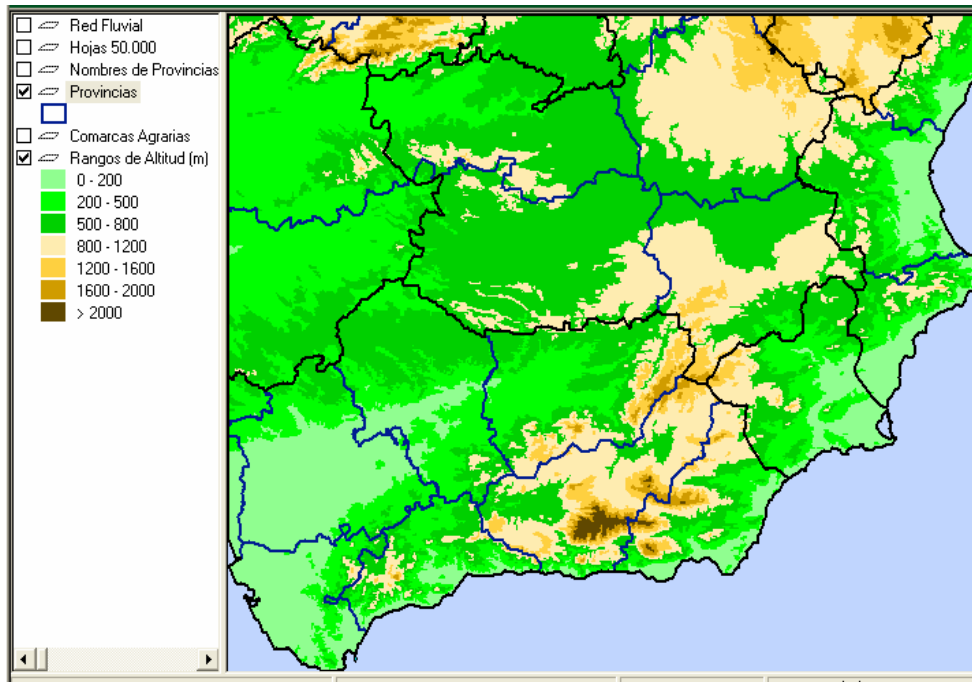 Red Fluvial
Hojas 50.000
Nombres de Provincias
Provincias
Comarcas Agrarias
Rangos de Altitud (m)
0 - 200
200 - 500
500 - 800
800 - 1200
1200 - 1600
1600 - 2000
> 2000